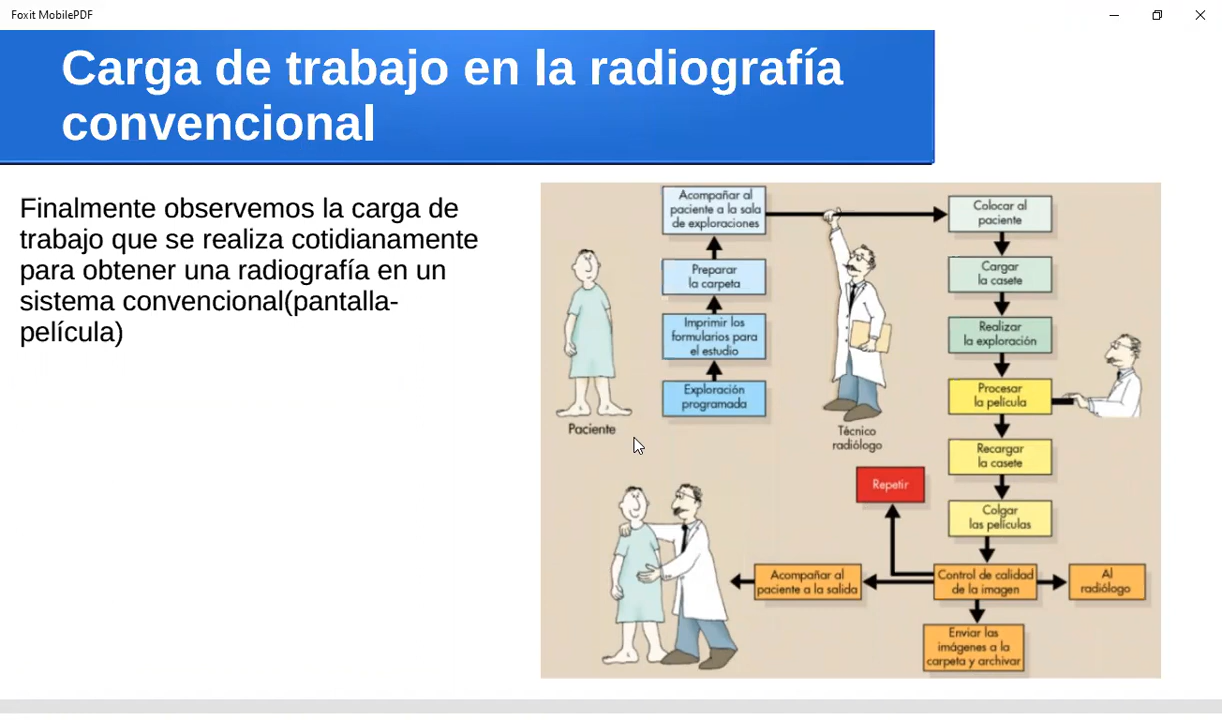 Foxit MobilePDF
Carga de trabajo en la radiografía
convencional
Finalmente observemos la carga de
trabajo que se realiza cotidianamente
para obtener una radiografía en un
sistema convencional(pantalla-
película)
Acompañar al
paciente a la sala
de exploraciones
Preparar
la carpeta
Imprimir los
formularios para
el estudio
Exploración
programada
Paciente
Técnico
radiólogo
Colocar al
paciente
Cargar
la casete
Realizar
la exploración
Procesar
la película
Recargar
la casete
Colgar
las películas
Repetir
Control de calidad
de la imagen
Acompañar al
paciente a la salida
Al
radiólogo
Enviar las
imágenes a la
carpeta y archivar